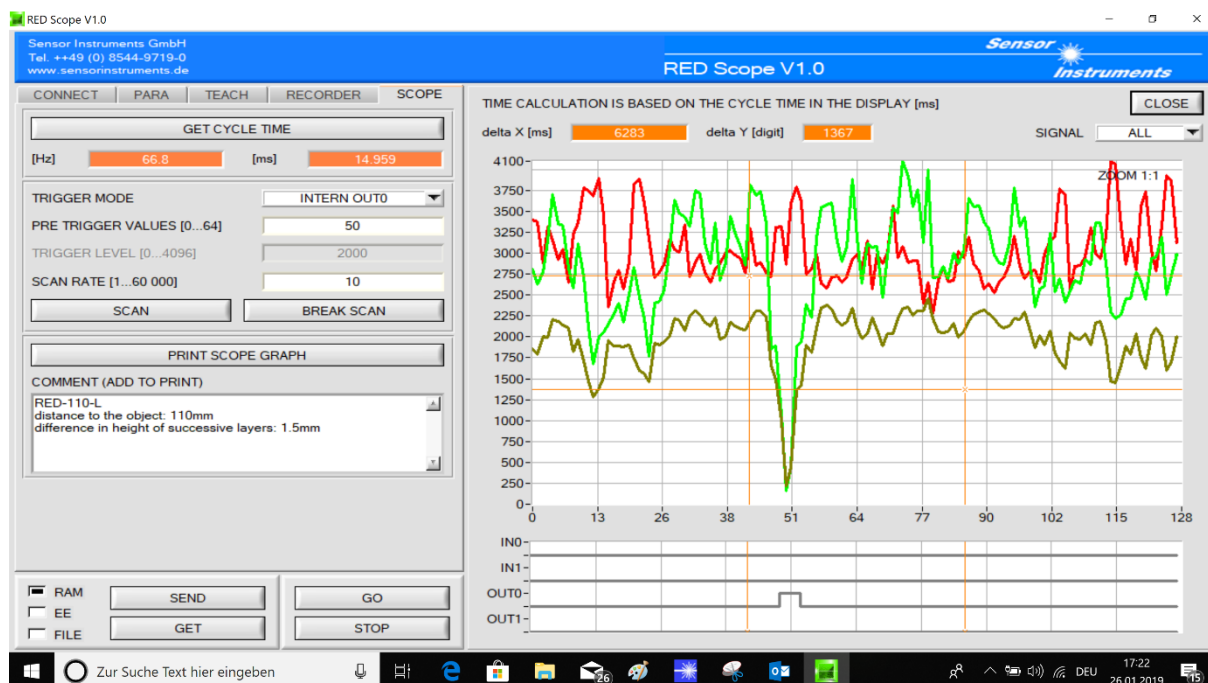 RED Scope V1.0
Sensor Instruments GmbH
Tel. ++49 (0) 8544-9719-0
www.sensorinstruments.de
RED Scope V1.0
Sensor
Instruments
CONNECT PARA TEACH RECORDER SCOPE
GET CYCLE TIME
[Hz] 66.8 [ms] 14.959
TRIGGER MODE INTERN OUT0
PRE TRIGGER VALUES [0...64] 50
TRIGGER LEVEL [0...4096] 2000
SCAN RATE [1...60 000] 10
SCAN BREAK SCAN
PRINT SCOPE GRAPH
COMMENT (ADD TO PRINT)
RED-110-L
distance to the object: 110mm
difference in height of successive layers: 1.5mm
RAM
EE
FILE
SEND GO
GET STOP
TIME CALCULATION IS BASED ON THE CYCLE TIME IN THE DISPLAY [ms] CLOSE
delta X [ms] 6283 delta Y [digit] 1367 SIGNAL ALL
ZOOM 1:1
4100
3750
3500
3250
3000
2750
2500
2250
2000
1750
1500
1250
1000
750
500
250
0
0 13 26 38 51 64 77 90 102 115 128
IN0
IN1
OUT0
OUT1
Zur Suche Text hier eingeben
26
DEU
17:22
26.01.2019
15